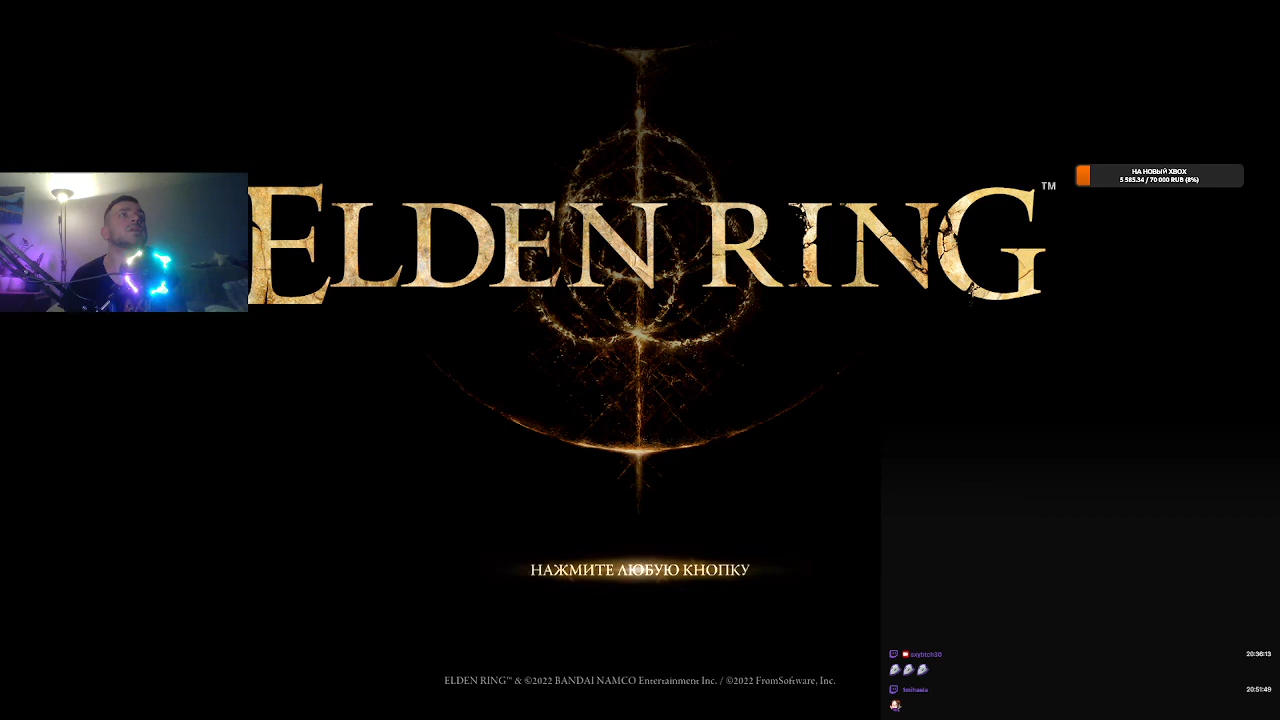 ELDEN RING™
НА НОВЫЙ XBOX
5 585.34 / 70 000 RUB (8%)
НАЖМИТЕ ЛЮБУЮ КНОПКУ
ELDEN RING™ & ©2022 BANDAI NAMCO Entertainment Inc. / ©2022 FromSoftware, Inc.
sxybtch30 20:36:13
20:51:49